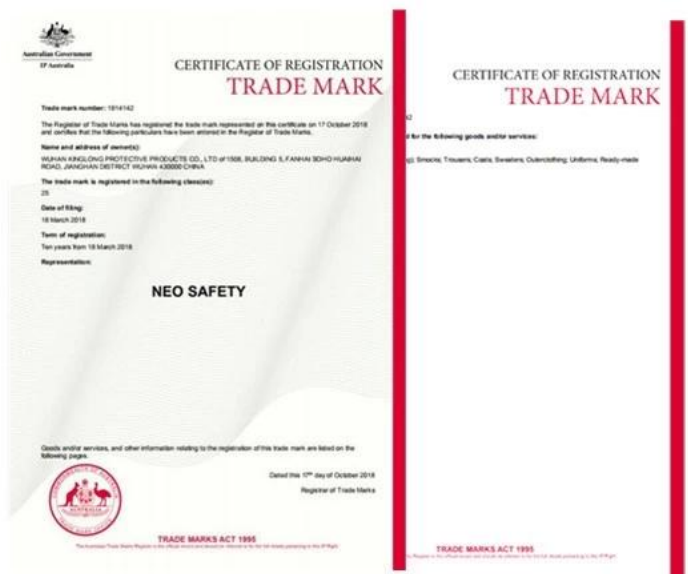 Australian Government
IP Australia
CERTIFICATE OF REGISTRATION
TRADE MARK
Trade mark number: 1914142
The Registrar of Trade Marks has registered the trade mark represented on this certificate on 17 October 2018
and certifies that the following particulars have been entered in the Register of Trade Marks.
Name and address of owner(s):
WUHAN KINGLONG PROTECTIVE PRODUCTS CO., LTD of 1508, BUILDING 5, FANHAI SOHO HUAIHAI
ROAD, JIANGHAN DISTRICT WUHAN 430000 CHINA
The trade mark is registered in the following class(es):
25
Date of filing:
18 March 2018
Term of registration:
Ten years from 18 March 2018
Representation:
NEO SAFETY
Goods and/or services, and other information relating to the registration of this trade mark are listed on the
following pages.
Dated this 17th day of October 2018
Registrar of Trade Marks
AUSTRALIA
TRADE MARKS ACT 1995
CERTIFICATE OF REGISTRATION
TRADE MARK
for the following goods and/or services:
Smocks; Trousers; Coats; Sweaters; Outerclothing; Uniforms; Ready-made
TRADE MARKS ACT 1995